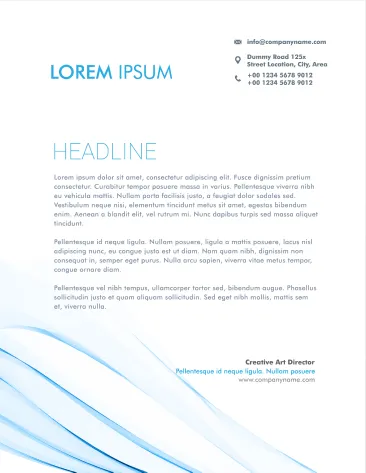 info@companyname.com
Dummy Road 125x
Street Location, City, Area
+00 1234 5678 9012
+00 1234 5678 9012
LOREM IPSUM
HEADLINE
Lorem ipsum dolor sit amet, consectetur adipiscing elit. Fusce dignissim pretium
consectetur. Curabitur tempor posuere massa in varius. Pellentesque viverra nibh
eu vehicula mattis. Nullam porta facilisis justo, a feugiat dolor sodales sed.
Vestibulum neque nisi, elementum tincidunt metus sit amet, bibendum egestas
enim. Aenean a blandit elit, vel rutrum mi. Nunc dapibus turpis sed massa aliquet
tincidunt.
Pellentesque id neque ligula. Nullam posuere, ligula a mattis posuere, lacus nisl
adipiscing nunc, eu congue justo est ut diam. Nam quam nibh, dignissim non
consequat in, semper eget purus. Nulla arcu sapien, viverra vitae metus tempor,
congue ornare diam.
Pellentesque vel nibh tempus, ullamcorper tortor sed, bibendum augue. Phasellus
sollicitudin justo et quam aliquam sollicitudin. Sed eget nibh mollis, mattis sem
et, viverra nulla.
Creative Art Director
Pellentesque id neque ligula. Nullam posuere
www.companyname.com